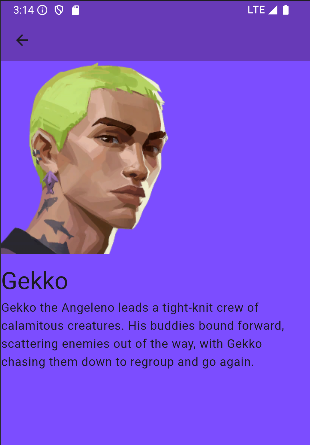 3:14
LTE
Gekko
Gekko the Angeleno leads a tight-knit crew of
calamitous creatures. His buddies bound forward,
scattering enemies out of the way, with Gekko
chasing them down to regroup and go again.